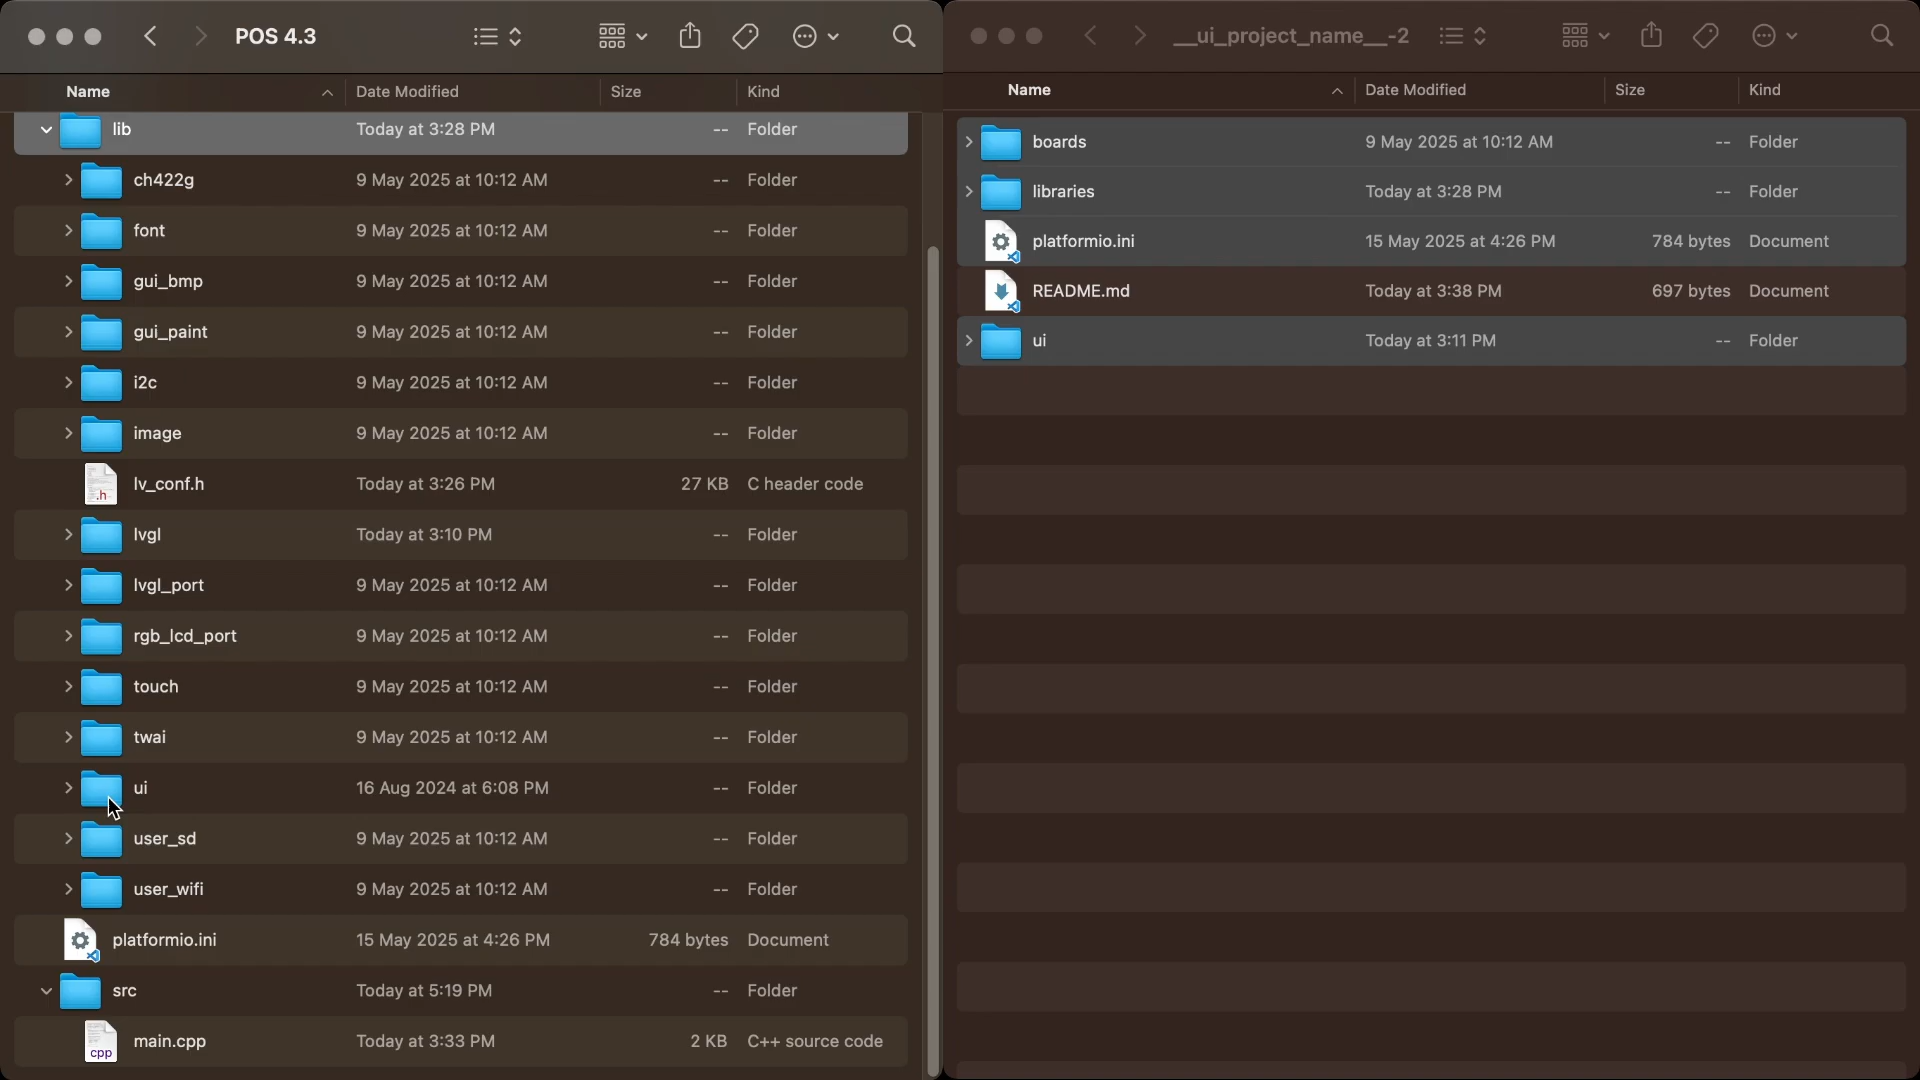 POS 4.3
Name Date Modified Size Kind
lib Today at 3:28 PM -- Folder
ch422g 9 May 2025 at 10:12 AM -- Folder
font 9 May 2025 at 10:12 AM -- Folder
gui_bmp 9 May 2025 at 10:12 AM -- Folder
gui_paint 9 May 2025 at 10:12 AM -- Folder
i2c 9 May 2025 at 10:12 AM -- Folder
image 9 May 2025 at 10:12 AM -- Folder
.h lv_conf.h Today at 3:26 PM 27 KB C header code
lvgl Today at 3:10 PM -- Folder
lvgl_port 9 May 2025 at 10:12 AM -- Folder
rgb_lcd_port 9 May 2025 at 10:12 AM -- Folder
touch 9 May 2025 at 10:12 AM -- Folder
twai 9 May 2025 at 10:12 AM -- Folder
ui 16 Aug 2024 at 6:08 PM -- Folder
user_sd 9 May 2025 at 10:12 AM -- Folder
user_wifi 9 May 2025 at 10:12 AM -- Folder
platformio.ini 15 May 2025 at 4:26 PM 784 bytes Document
src Today at 5:19 PM -- Folder
cpp main.cpp Today at 3:33 PM 2 KB C++ source code
__ui_project_name__-2
Name Date Modified Size Kind
boards 9 May 2025 at 10:12 AM -- Folder
libraries Today at 3:28 PM -- Folder
platformio.ini 15 May 2025 at 4:26 PM 784 bytes Document
README.md Today at 3:38 PM 697 bytes Document
ui Today at 3:11 PM -- Folder